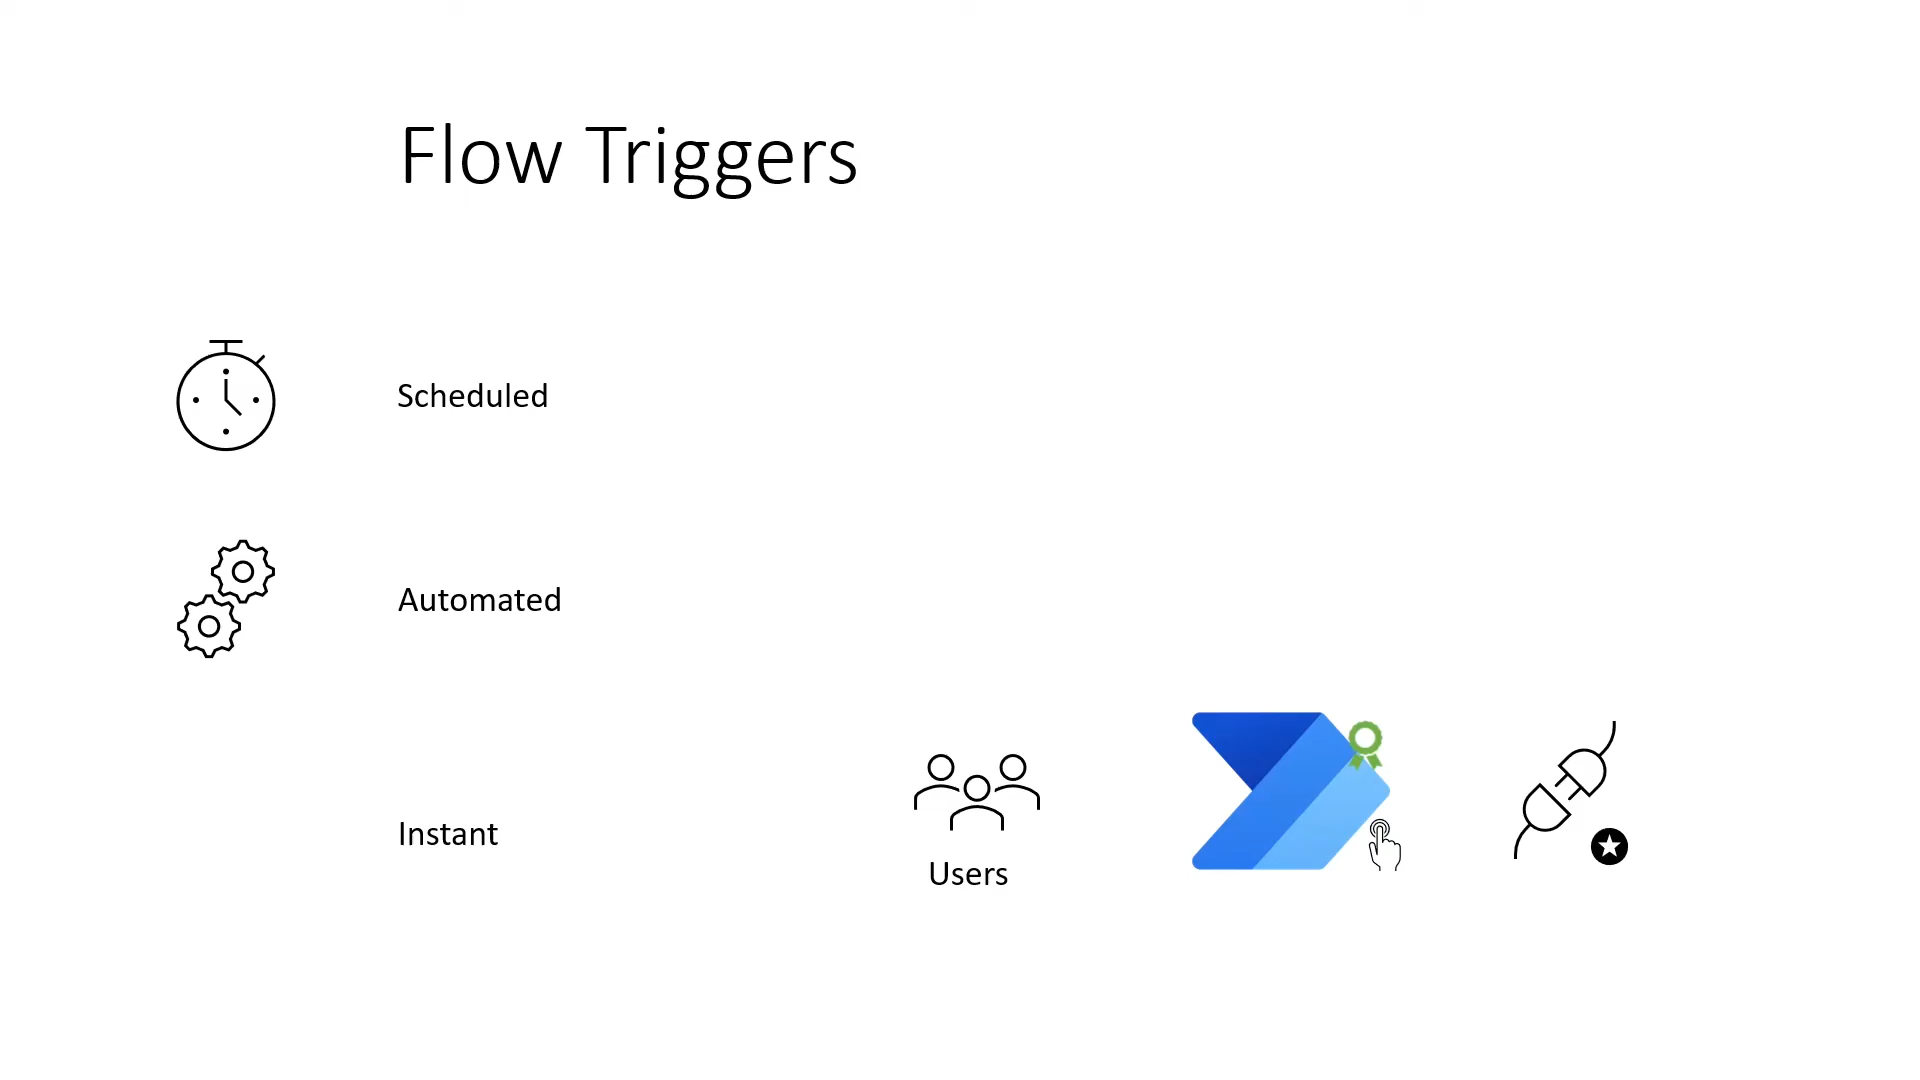 Flow Triggers
Scheduled
Automated
Instant
Users